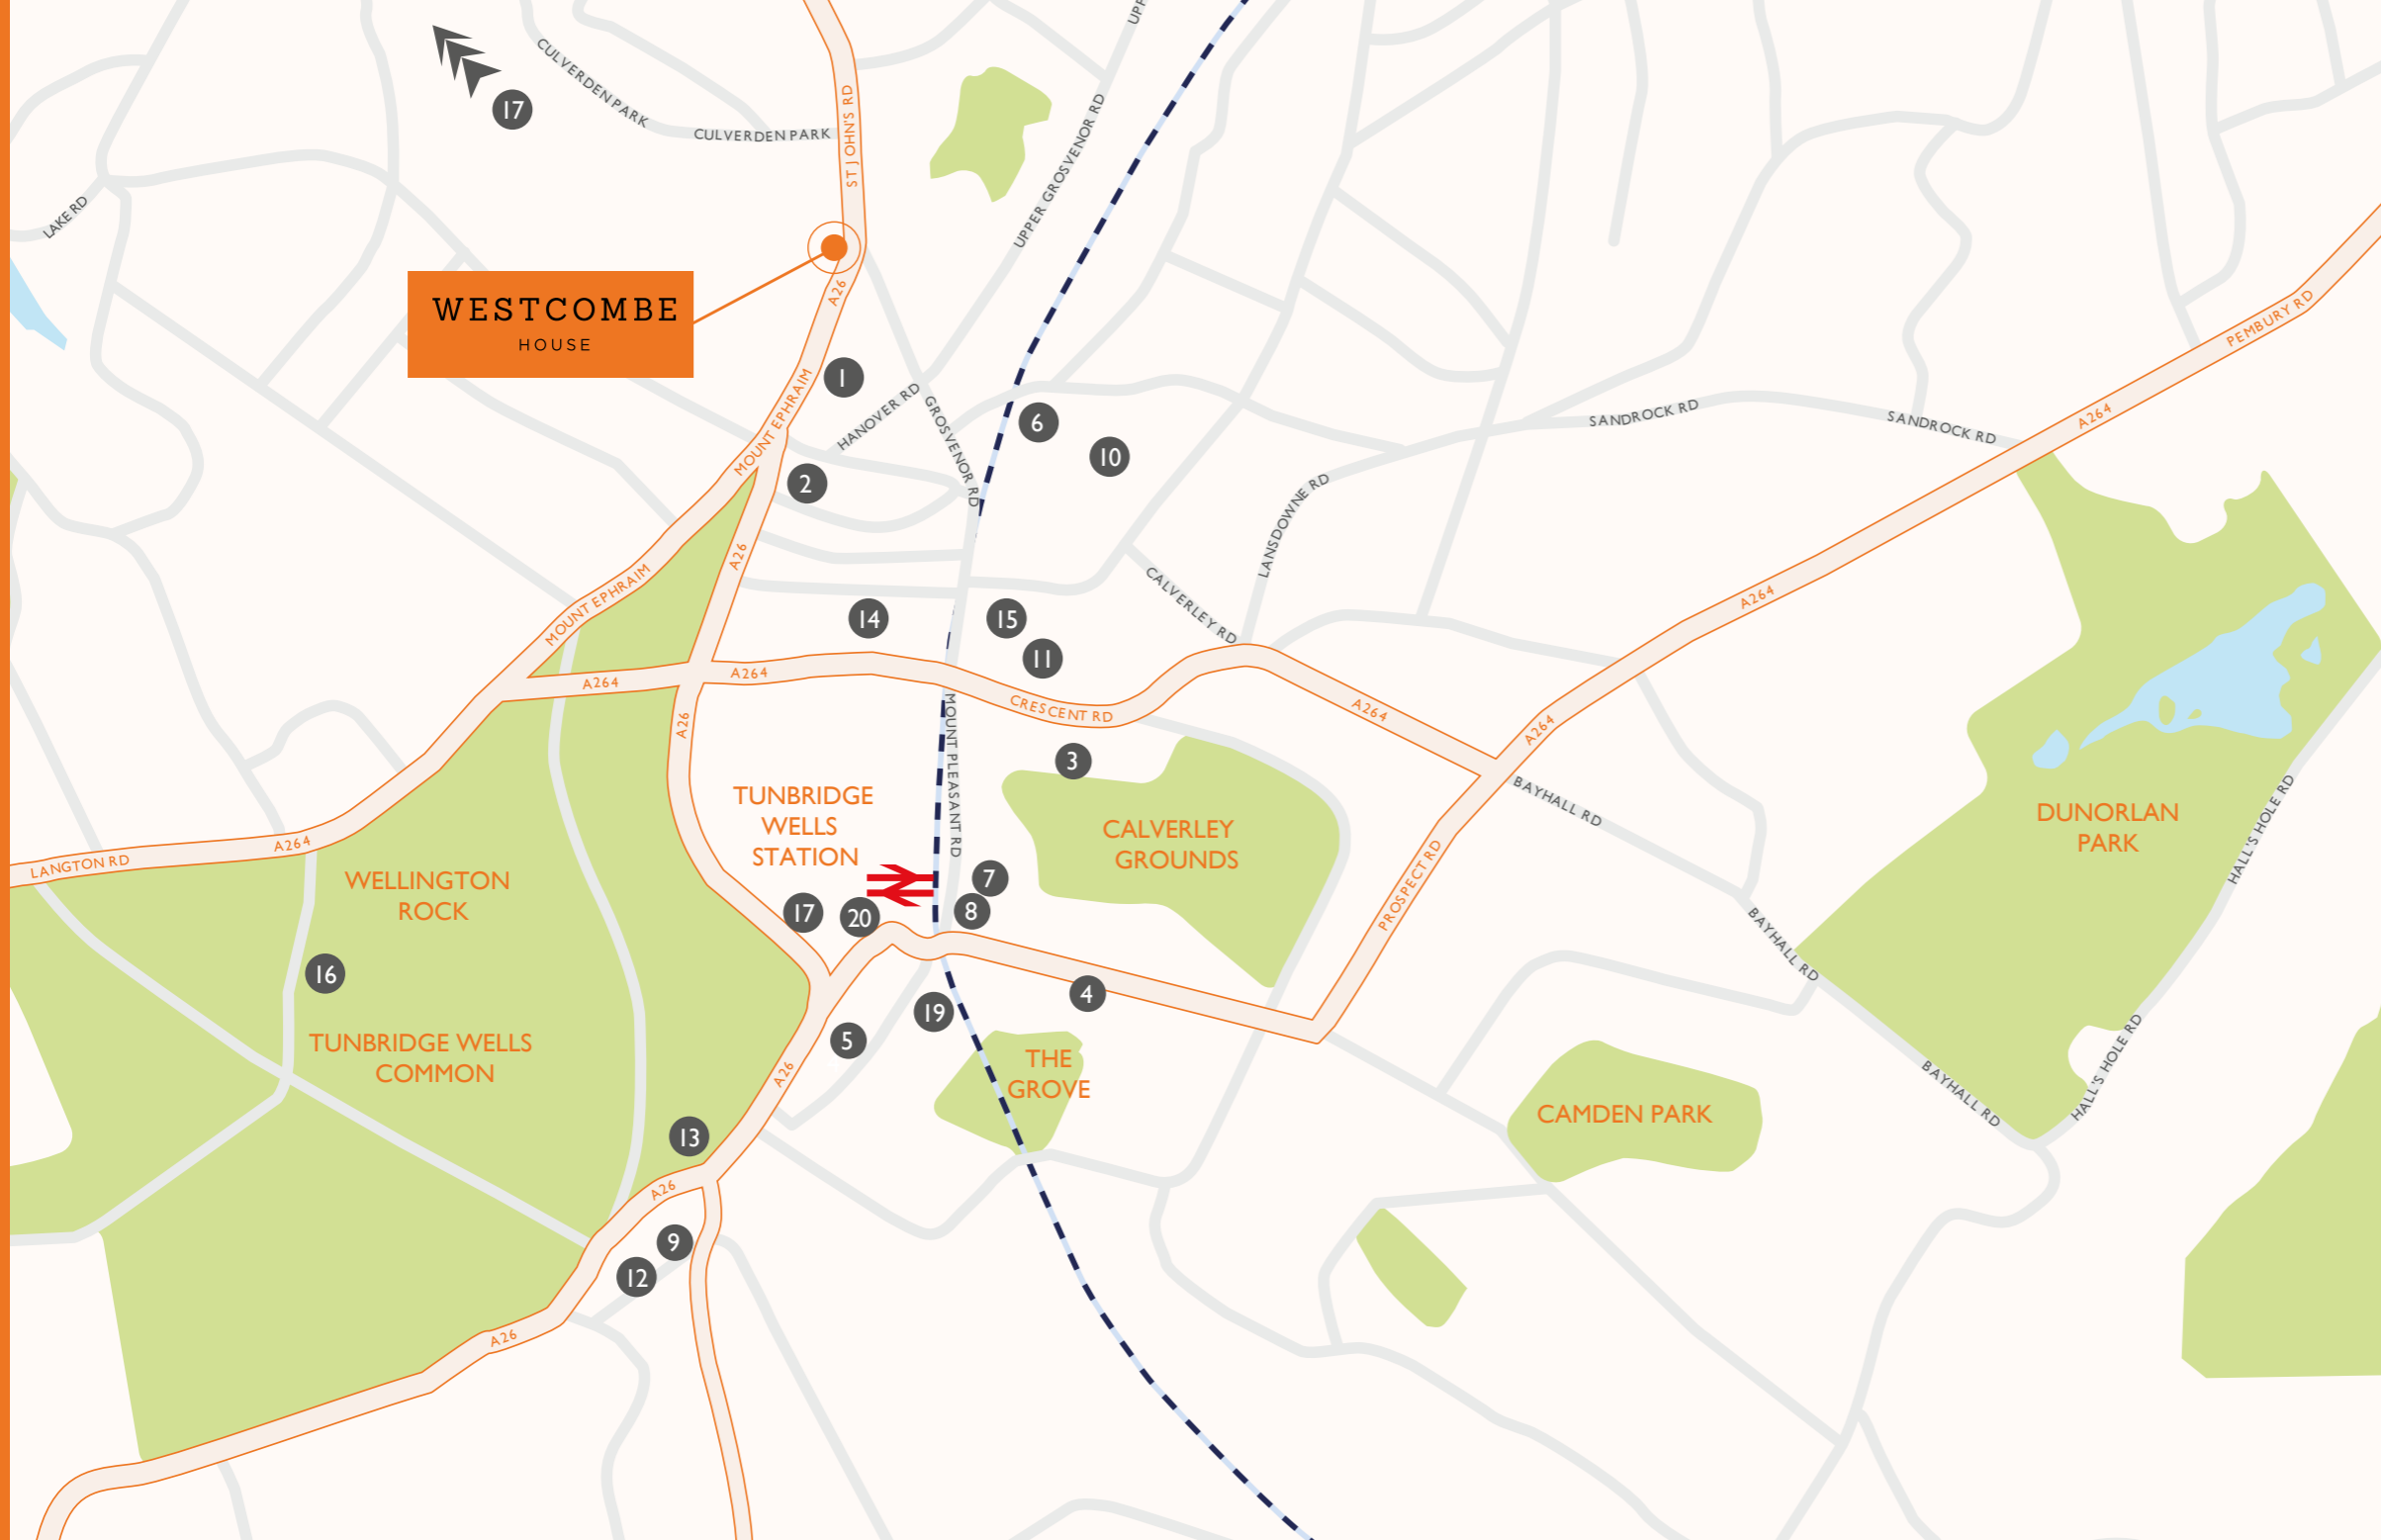 UPP
CULVERDEN PARK
17
CULVERDEN PARK
ST JOHN'S RD
UPPER GROSVENOR RD
LAKE RD
A26
WESTCOMBE
HOUSE
PEMBURY RD
1
MOUNT EPHRAIM
HANOVER RD
GROSVENOR RD
6
10
SANDROCK RD
SANDROCK RD
A264
2
LANSDOWNE RD
A26
MOUNT EPHRAIM
CALVERLEY RD
A264
14
15
11
A264
A264
A26
CRESCENT RD
A264
A264
MOUNT PLEASANT RD
3
BAYHALL RD
TUNBRIDGE
WELLS
STATION
CALVERLEY
GROUNDS
DUNORLAN
PARK
HALL'S HOLE RD
A264
LANGTON RD
WELLINGTON
ROCK
7
8
17
20
PROSPECT RD
BAYHALL RD
16
4
19
5
TUNBRIDGE WELLS
COMMON
A26
THE
GROVE
CAMDEN PARK
BAYHALL RD
HALL'S HOLE RD
13
A26
9
12
A26